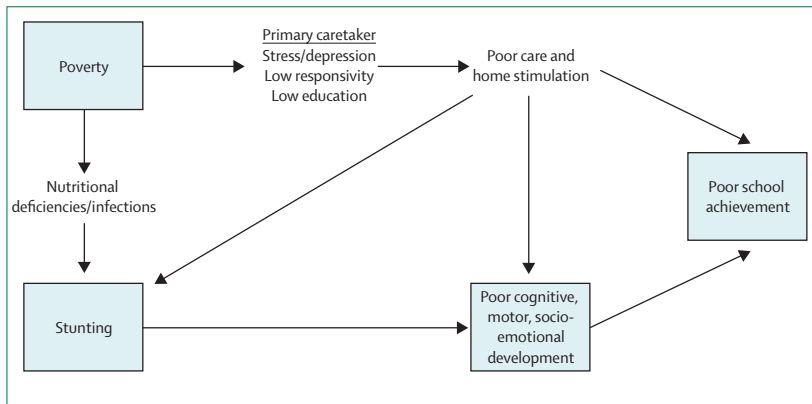 Poverty
Primary caretaker
Stress/depression
Low responsivity
Low education
Poor care and
home stimulation
Nutritional
deficiencies/infections
Poor school
achievement
Stunting
Poor cognitive,
motor, socio-
emotional
development